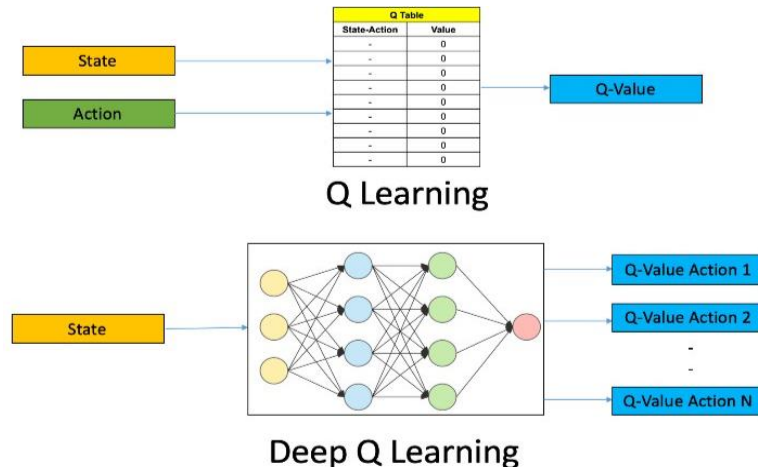 Q Table
State-Action Value
- 0
- 0
State
- 0
- 0
Q-Value
- 0
Action
- 0
- 0
- 0
- 0
Q Learning
Q-Value Action 1
State
Q-Value Action 2
-
-
Q-Value Action N
Deep Q Learning